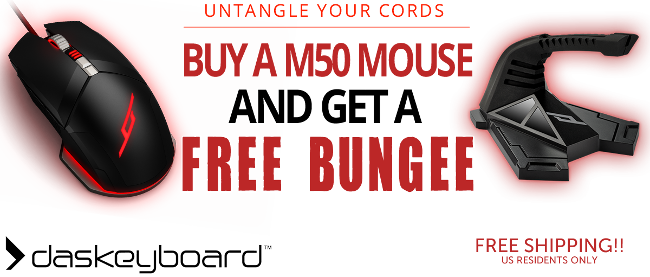 UNTANGLE YOUR CORDS
BUY A M50 MOUSE
AND GET A
FREE BUNGEE
daskeyboard™
FREE SHIPPING!!
US RESIDENTS ONLY